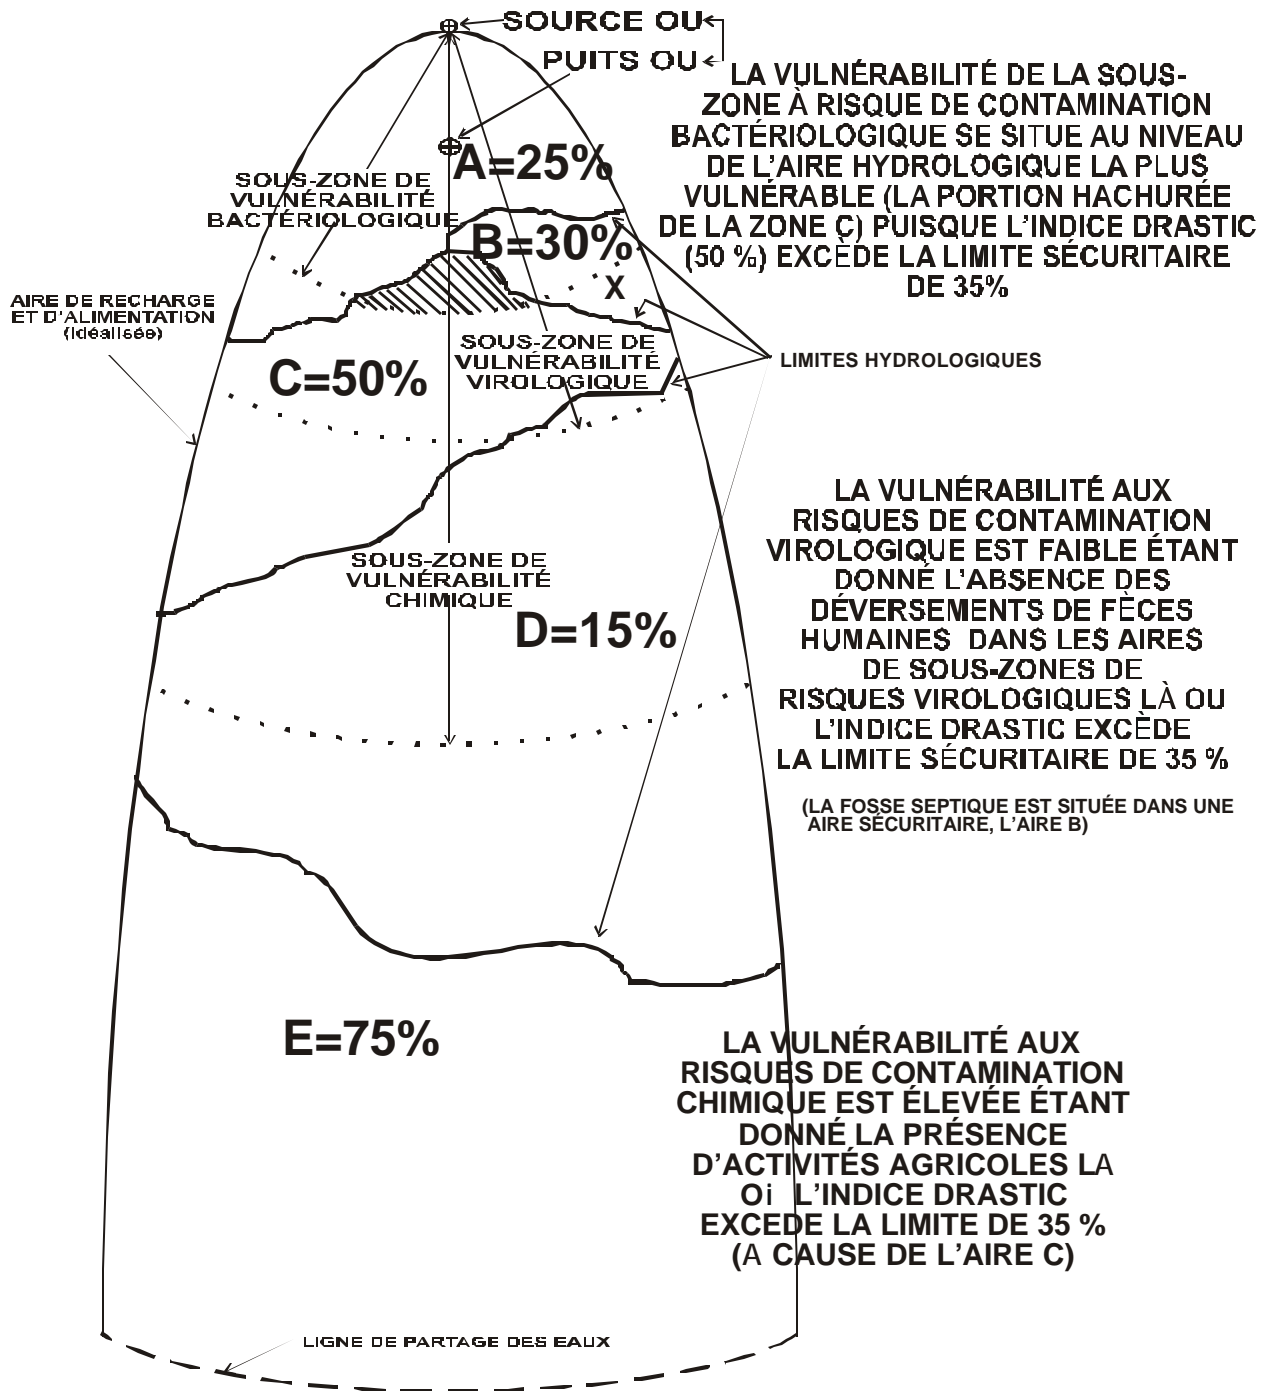 SOURCE OU
PUITS OU
LA VULNÉRABILITÉ DE LA SOUS-
ZONE À RISQUE DE CONTAMINATION
BACTÉRIOLOGIQUE SE SITUE AU NIVEAU
DE L'AIRE HYDROLOGIQUE LA PLUS
VULNÉRABLE (LA PORTION HACHURÉE
DE LA ZONE C) PUISQUE L'INDICE DRASTIC
(50 %) EXCÈDE LA LIMITE SÉCURITAIRE
DE 35%
A=25%
SOUS-ZONE DE
VULNÉRABILITÉ
BACTÉRIOLOGIQUE
B=30%
X
AIRE DE RECHARGE
ET D'ALIMENTATION
(idéalisée)
SOUS-ZONE DE
VULNÉRABILITÉ
VIROLOGIQUE
LIMITES HYDROLOGIQUES
C=50%
LA VULNÉRABILITÉ AUX
RISQUES DE CONTAMINATION
VIROLOGIQUE EST FAIBLE ÉTANT
DONNÉ L'ABSENCE DES
DÉVERSEMENTS DE FÈCES
HUMAINES DANS LES AIRES
DE SOUS-ZONES DE
RISQUES VIROLOGIQUES LÀ OU
L'INDICE DRASTIC EXCÈDE
LA LIMITE SÉCURITAIRE DE 35 %
(LA FOSSE SEPTIQUE EST SITUÉE DANS UNE
AIRE SÉCURITAIRE, L'AIRE B)
SOUS-ZONE DE
VULNÉRABILITÉ
CHIMIQUE
D=15%
E=75%
LA VULNÉRABILITÉ AUX
RISQUES DE CONTAMINATION
CHIMIQUE EST ÉLEVÉE ÉTANT
DONNÉ LA PRÉSENCE
D'ACTIVITÉS AGRICOLES LA
Oi L'INDICE DRASTIC
EXCEDE LA LIMITE DE 35 %
(A CAUSE DE L'AIRE C)
LIGNE DE PARTAGE DES EAUX